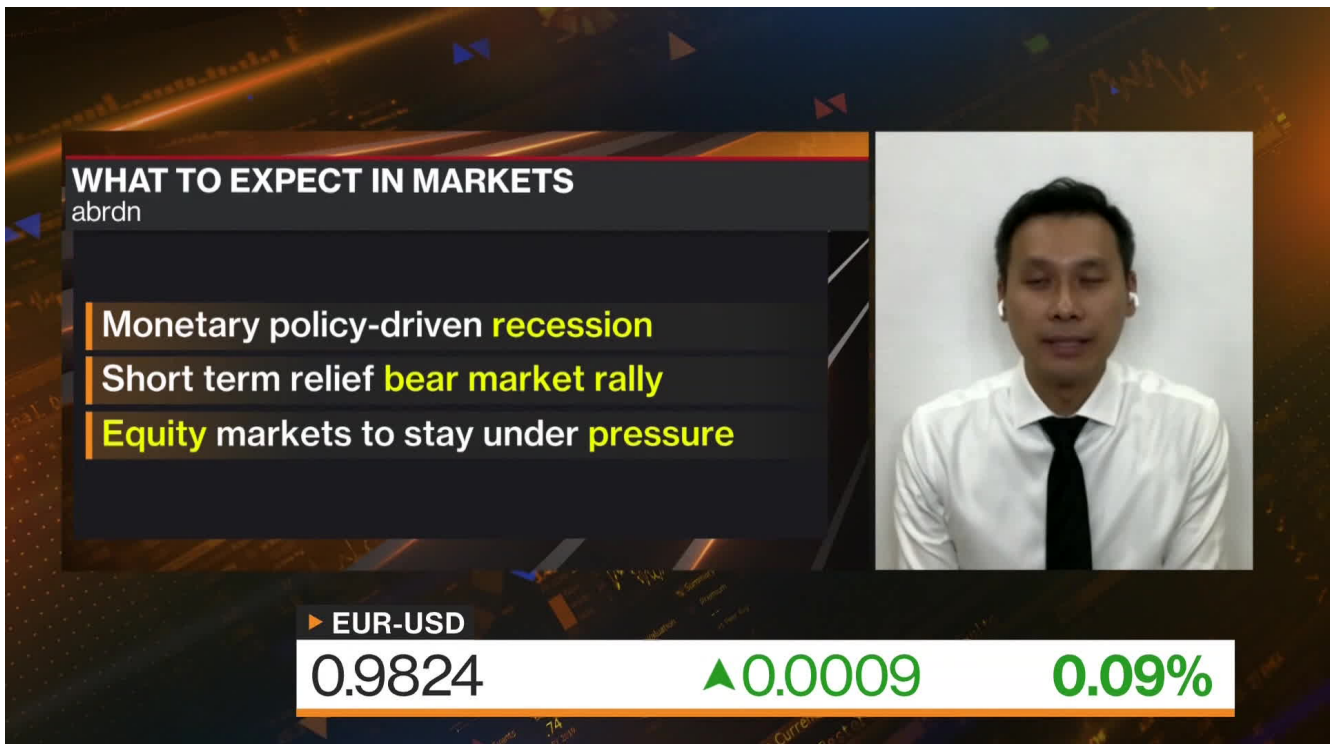 WHAT TO EXPECT IN MARKETS
abrdn
Monetary policy-driven recession
Short term relief bear market rally
Equity markets to stay under pressure
EUR-USD
0.9824 0.0009 0.09%